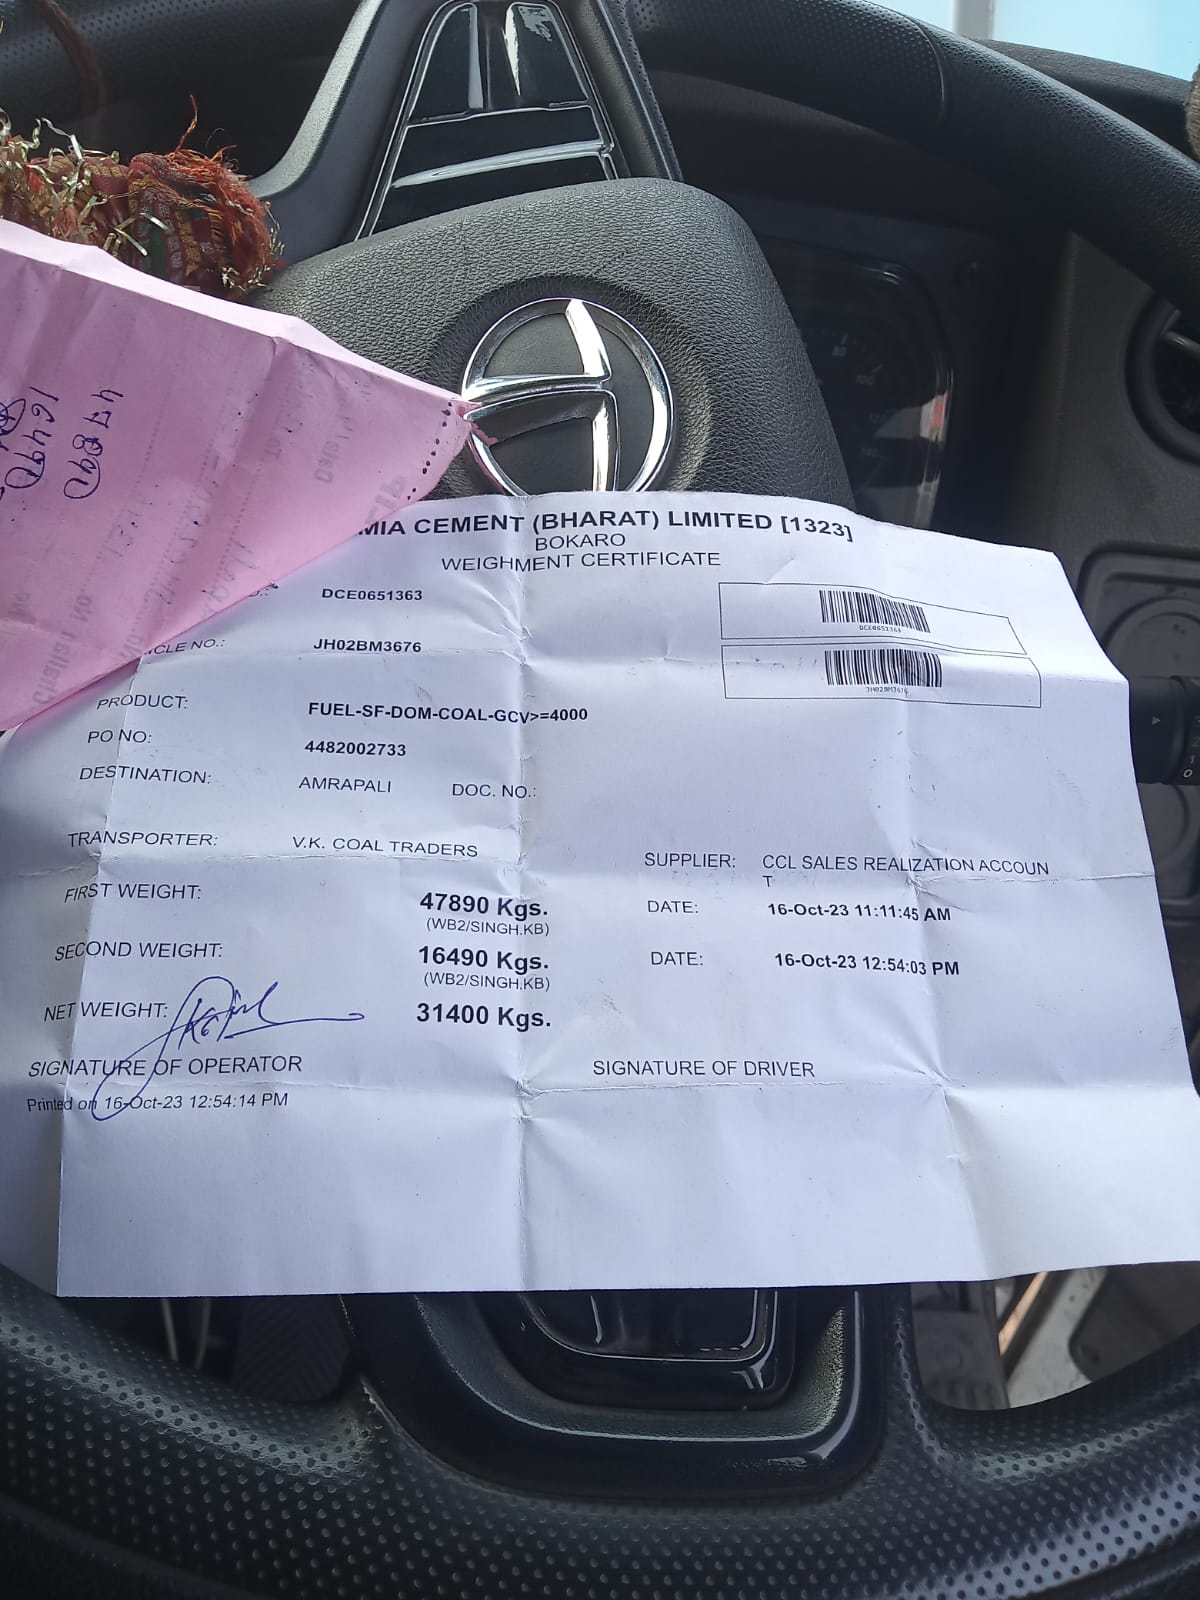 MIA CEMENT (BHARAT) LIMITED [1323]
BOKARO
WEIGHMENT CERTIFICATE
DCE0651363
DCE0651363
ICLE NO.: JH02BM3676
JH02BM3676
PRODUCT: FUEL-SF-DOM-COAL-GCV>=4000
PO NO: 4482002733
DESTINATION: AMRAPALI DOC. NO.:
TRANSPORTER: V.K. COAL TRADERS
SUPPLIER: CCL SALES REALIZATION ACCOUN
T
FIRST WEIGHT: 47890 Kgs. DATE: 16-Oct-23 11:11:45 AM
(WB2/SINGH.KB)
SECOND WEIGHT: 16490 Kgs. DATE: 16-Oct-23 12:54:03 PM
(WB2/SINGH.KB)
NET WEIGHT: 31400 Kgs.
SIGNATURE OF OPERATOR SIGNATURE OF DRIVER
Printed on 16-Oct-23 12:54:14 PM
47890
16490
Challan No.